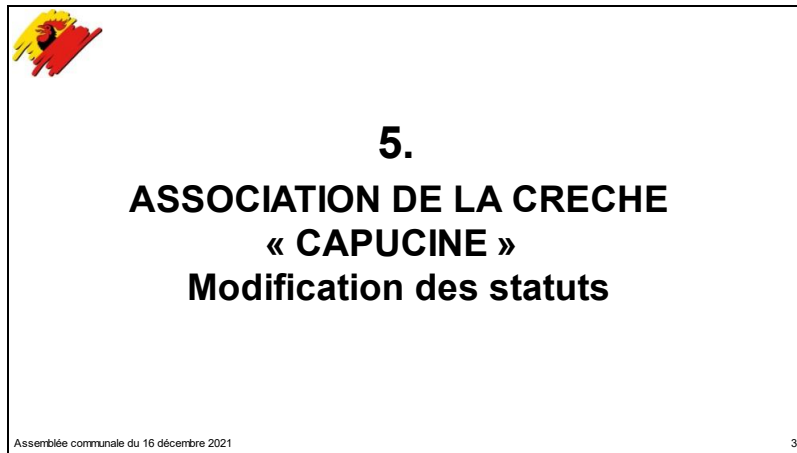 5.
ASSOCIATION DE LA CRECHE
« CAPUCINE »
Modification des statuts
Assemblée communale du 16 décembre 2021
3